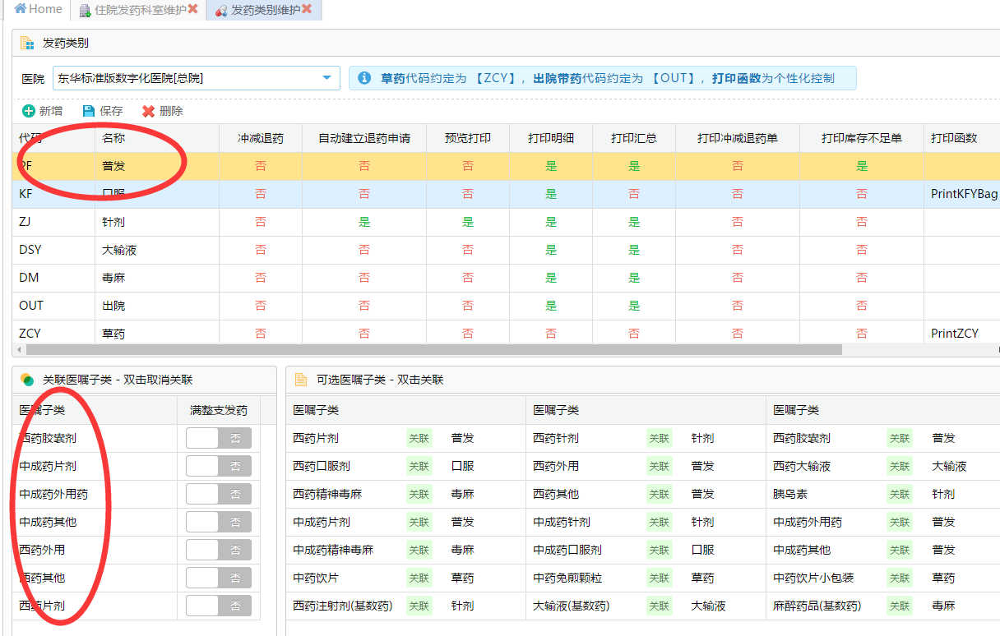 Home 住院发药科室维护 发药类别维护
发药类别
医院 东华标准版数字化医院[总院] 草药代码约定为 【ZCY】, 出院带药代码约定为 【OUT】, 打印函数为个性化控制
新增 保存 删除
代码 名称 冲减退药 自动建立退药申请 预览打印 打印明细 打印汇总 打印冲减退药单 打印库存不足单 打印函数
PF 普发 否 否 否 是 是 否 是
KF 口服 否 否 否 是 否 否 否 PrintKFYBag
ZJ 针剂 否 是 是 是 是 否 否
DSY 大输液 否 否 否 是 是 否 否
DM 毒麻 否 否 否 是 是 否 否
OUT 出院 否 否 否 是 是 否 否
ZCY 草药 否 否 否 否 否 否 否 PrintZCY
关联医嘱子类 - 双击取消关联
医嘱子类 满整支发药
西药胶囊剂 否
中成药片剂 否
中成药外用药 否
中成药其他 否
西药外用 否
西药其他 否
西药片剂 否
可选医嘱子类 - 双击关联
医嘱子类 医嘱子类 医嘱子类
西药片剂 关联 普发 西药针剂 关联 针剂 西药胶囊剂 关联 普发
西药口服剂 关联 口服 西药外用 关联 普发 西药大输液 关联 大输液
西药精神毒麻 关联 毒麻 西药其他 关联 普发 胰岛素 关联 针剂
中成药片剂 关联 普发 中成药针剂 关联 针剂 中成药外用药 关联 普发
中成药精神毒麻 关联 毒麻 中成药口服剂 关联 口服 中成药其他 关联 普发
中药饮片 关联 草药 中药免煎颗粒 关联 草药 中药饮片小包装 关联 草药
西药注射剂(基数药) 关联 针剂 大输液(基数药) 关联 大输液 麻醉药品(基数药) 关联 毒麻